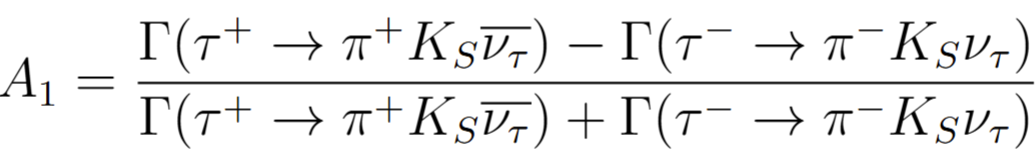 A_1 = \frac{\Gamma(\tau^+ \to \pi^+ K_S \overline{\nu_\tau}) - \Gamma(\tau^- \to \pi^- K_S \nu_\tau)}{\Gamma(\tau^+ \to \pi^+ K_S \overline{\nu_\tau}) + \Gamma(\tau^- \to \pi^- K_S \nu_\tau)}